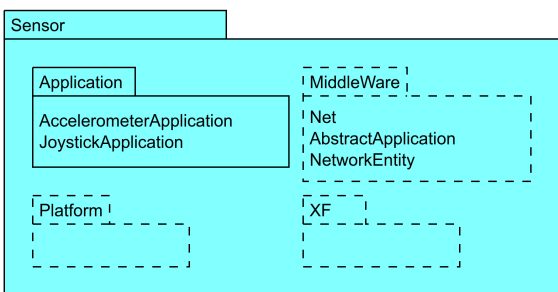 Sensor
Application
AccelerometerApplication
JoystickApplication
MiddleWare
Net
AbstractApplication
NetworkEntity
Platform
XF